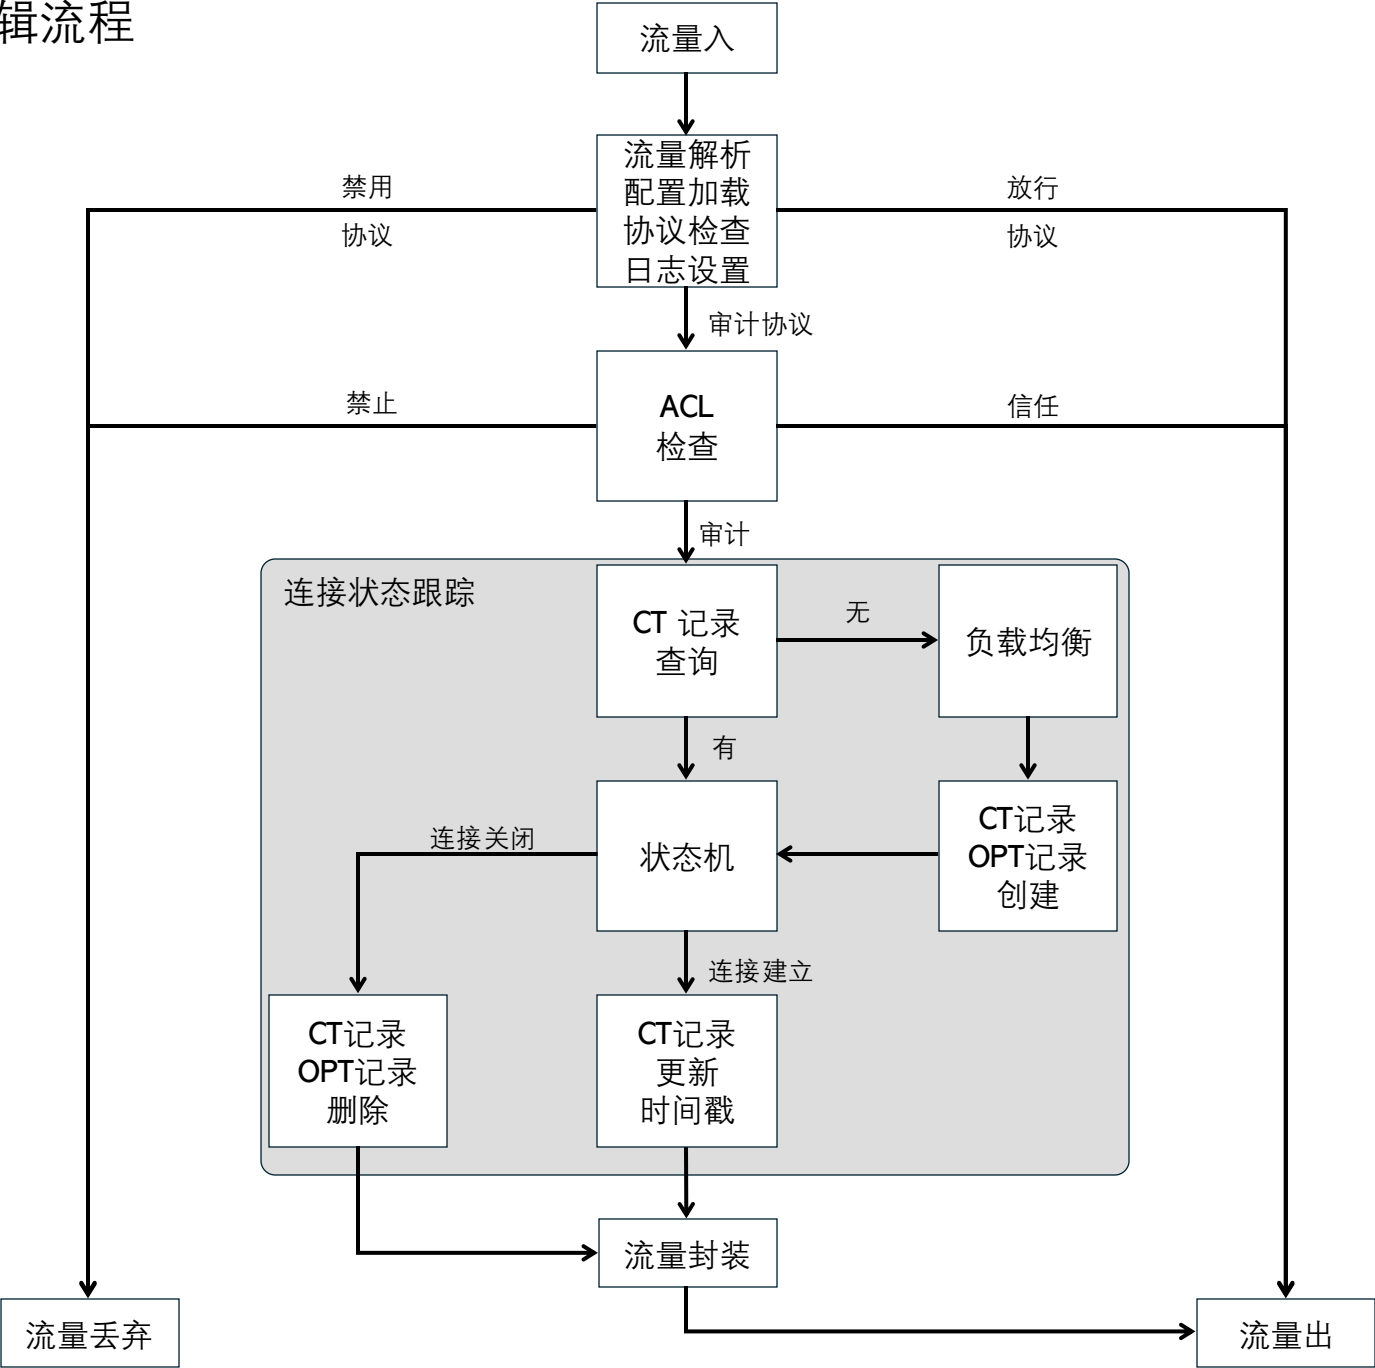 辑流程
流量入
流量解析
配置加载
协议检查
日志设置
禁用
协议
放行
协议
审计协议
ACL
检查
禁止
信任
审计
连接状态跟踪
CT 记录
查询
无
负载均衡
有
状态机
CT记录
OPT记录
创建
连接关闭
连接建立
CT记录
OPT记录
删除
CT记录
更新
时间戳
流量封装
流量丢弃
流量出